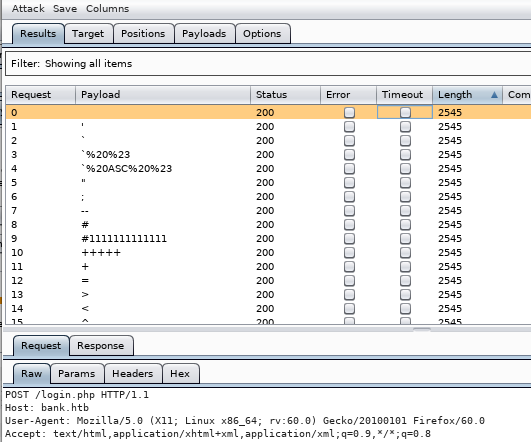 Attack Save Columns
Results Target Positions Payloads Options
Filter: Showing all items
Request Payload Status Error Timeout Length Com
0 200 2545
1 ' 200 2545
2 ` 200 2545
3 `%20%23 200 2545
4 `%20ASC%20%23 200 2545
5 " 200 2545
6 ; 200 2545
7 -- 200 2545
8 # 200 2545
9 #1111111111111 200 2545
10 +++++ 200 2545
11 + 200 2545
12 = 200 2545
13 > 200 2545
14 < 200 2545
15 ^ 200 2545
Request Response
Raw Params Headers Hex
POST /login.php HTTP/1.1
Host: bank.htb
User-Agent: Mozilla/5.0 (X11; Linux x86_64; rv:60.0) Gecko/20100101 Firefox/60.0
Accept: text/html,application/xhtml+xml,application/xml;q=0.9,*/*;q=0.8